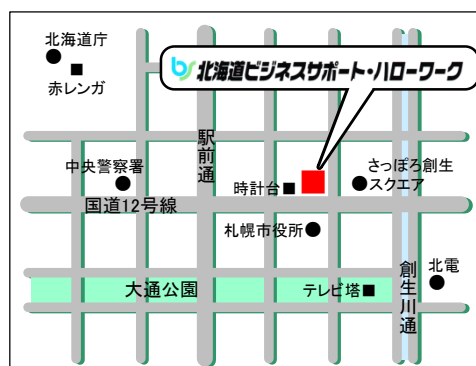 北海道庁
赤レンガ
bs 北海道ビジネスサポート・ハローワーク
駅前通
中央警察署
時計台
さっぽろ創生
スクエア
国道12号線
札幌市役所
大通公園
テレビ塔
創生川通
北電